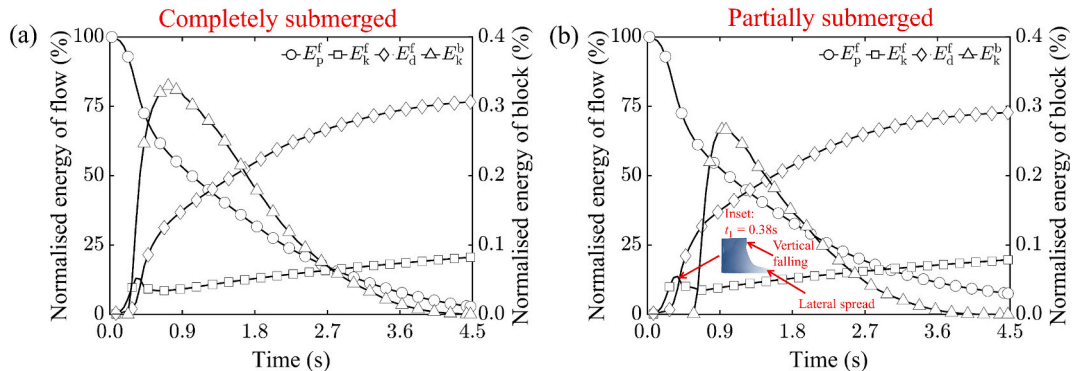 Completely submerged
(a)
E_p^f E_k^f E_d^f E_k^b
Normalised energy of flow (%)
100
75
50
25
0
0.0 0.9 1.8 2.7 3.6 4.5
Time (s)
0.4
0.3
0.2
0.1
0.0
Normalised energy of block (%)
Partially submerged
(b)
E_p^f E_k^f E_d^f E_k^b
Normalised energy of flow (%)
100
75
50
25
0
Inset:
t_1 = 0.38s
Vertical
falling
Lateral spread
0.0 0.9 1.8 2.7 3.6 4.5
Time (s)
0.4
0.3
0.2
0.1
0.0
Normalised energy of block (%)